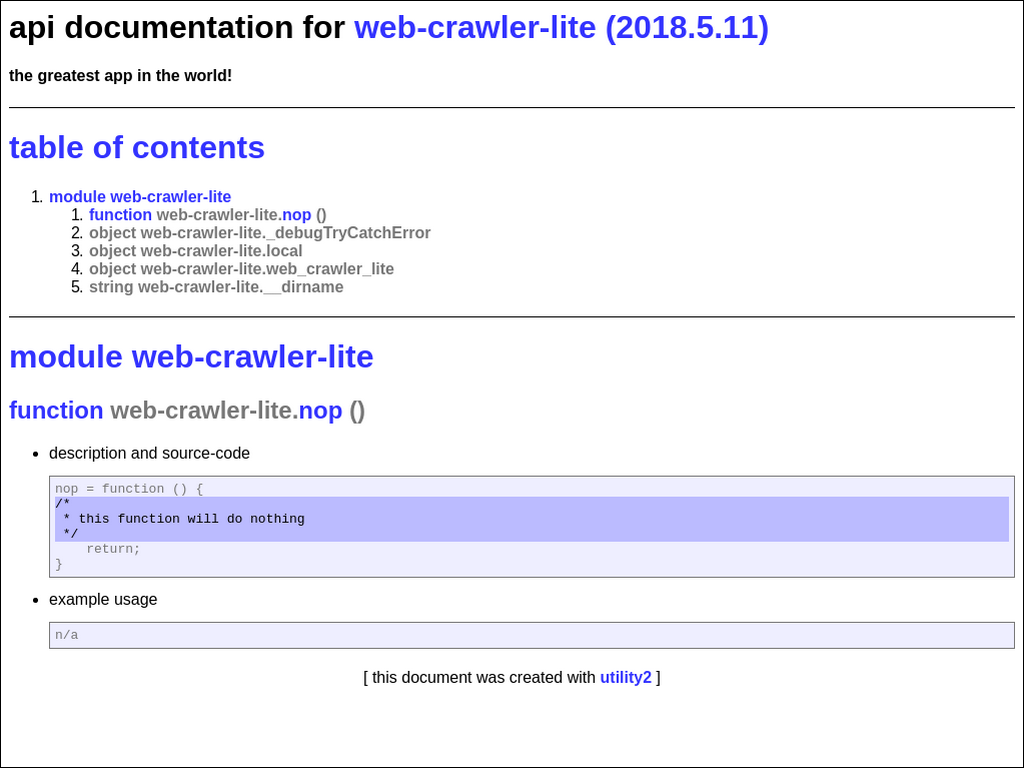 api documentation for web-crawler-lite (2018.5.11)
the greatest app in the world!
table of contents
1. module web-crawler-lite
1. function web-crawler-lite.nop ()
2. object web-crawler-lite._debugTryCatchError
3. object web-crawler-lite.local
4. object web-crawler-lite.web_crawler_lite
5. string web-crawler-lite.__dirname
module web-crawler-lite
function web-crawler-lite.nop ()
• description and source-code
nop = function () {
/*
 * this function will do nothing
 */
    return;
}
• example usage
n/a
[ this document was created with utility2 ]